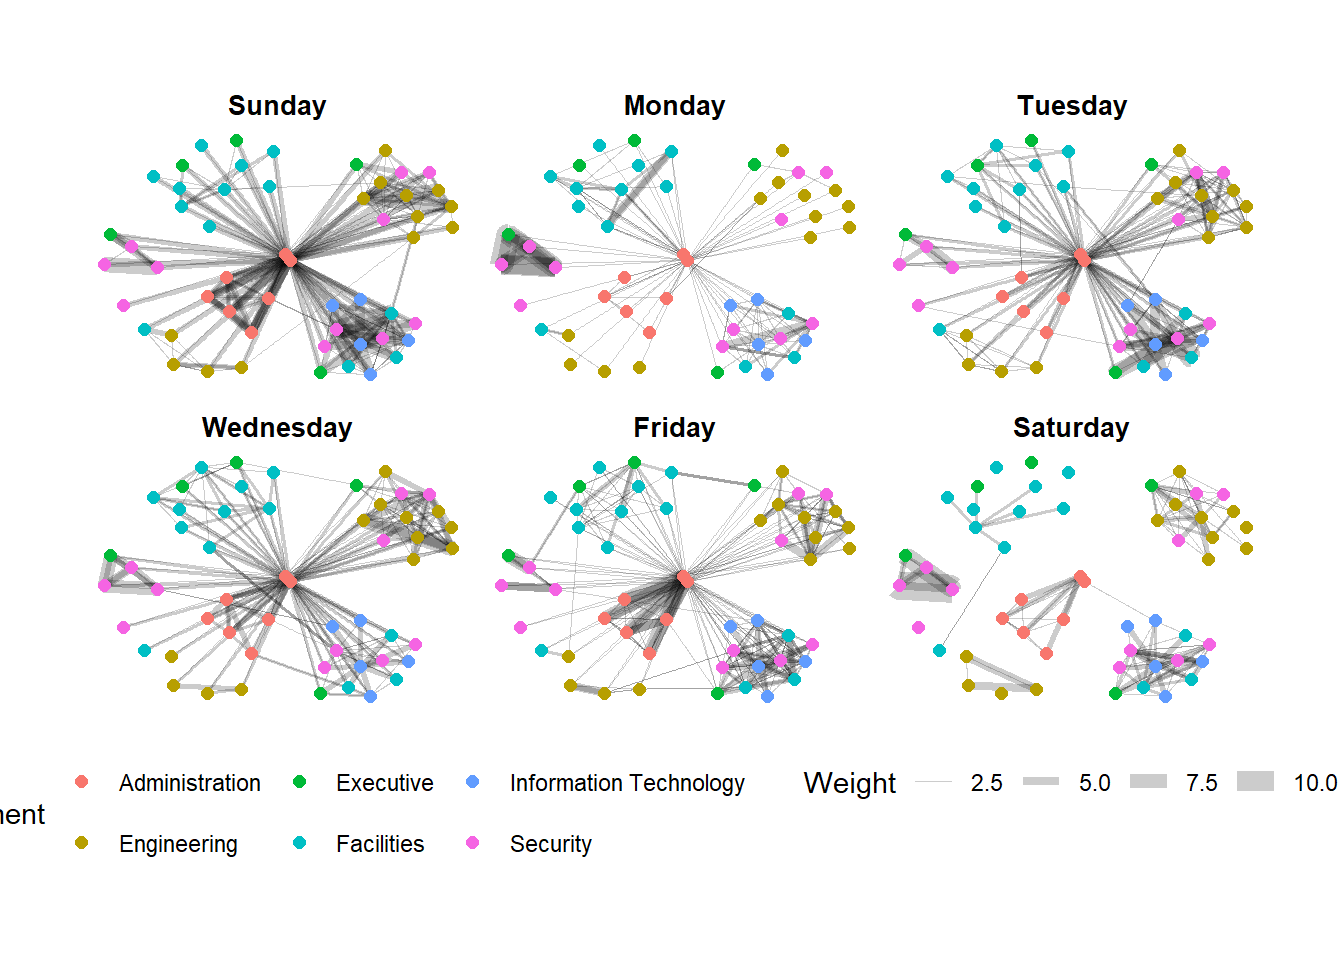 Sunday Monday Tuesday
Wednesday Friday Saturday
Administration Executive Information Technology Weight 2.5 5.0 7.5 10.0
Engineering Facilities Security